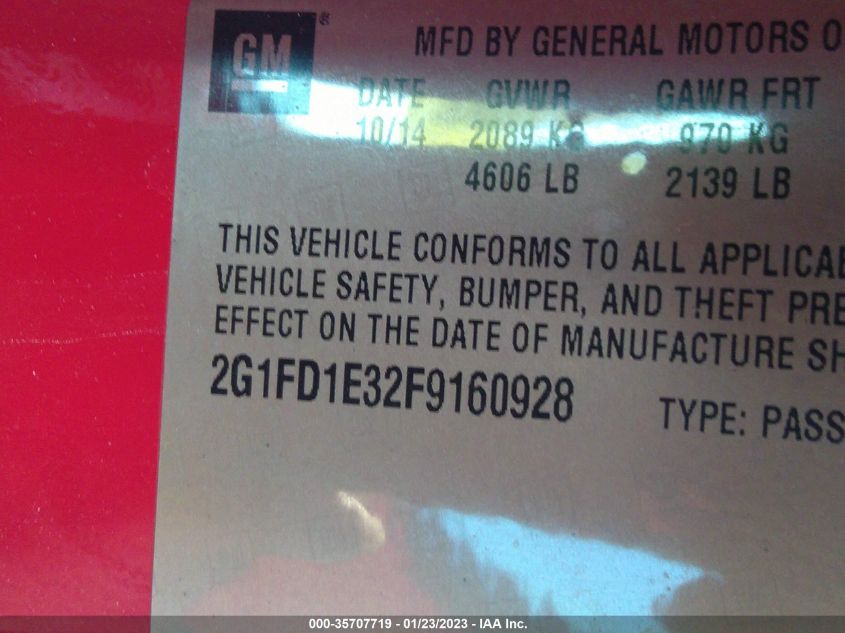 GM®
MFD BY GENERAL MOTORS O
DATE GVWR GAWR FRT
10/14 2089 KG 970 KG
4606 LB 2139 LB
THIS VEHICLE CONFORMS TO ALL APPLICAB
VEHICLE SAFETY, BUMPER, AND THEFT PRE
EFFECT ON THE DATE OF MANUFACTURE SH
2G1FD1E32F9160928
TYPE: PASS
000-35707719 - 01/23/2023 - IAA Inc.